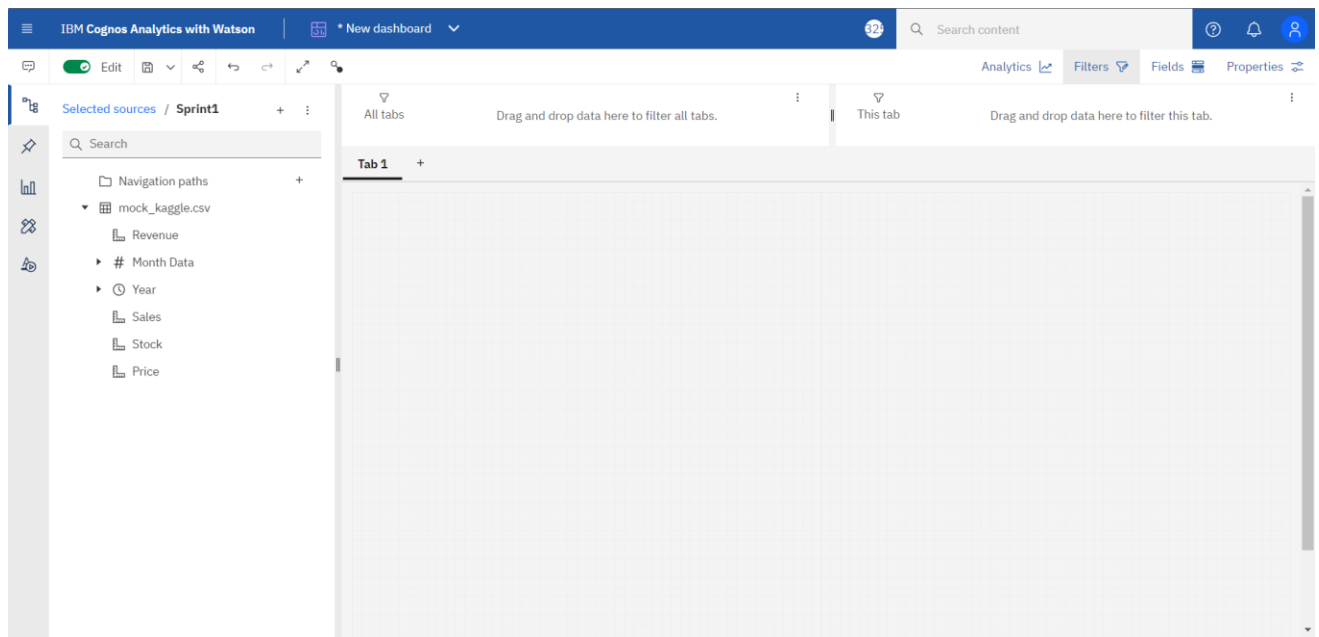 IBM Cognos Analytics with Watson
* New dashboard
Search content
Edit
Analytics
Filters
Fields
Properties
Selected sources / Sprint1
Search
Navigation paths
mock_kaggle.csv
Revenue
# Month Data
Year
Sales
Stock
Price
All tabs
Drag and drop data here to filter all tabs.
This tab
Drag and drop data here to filter this tab.
Tab 1